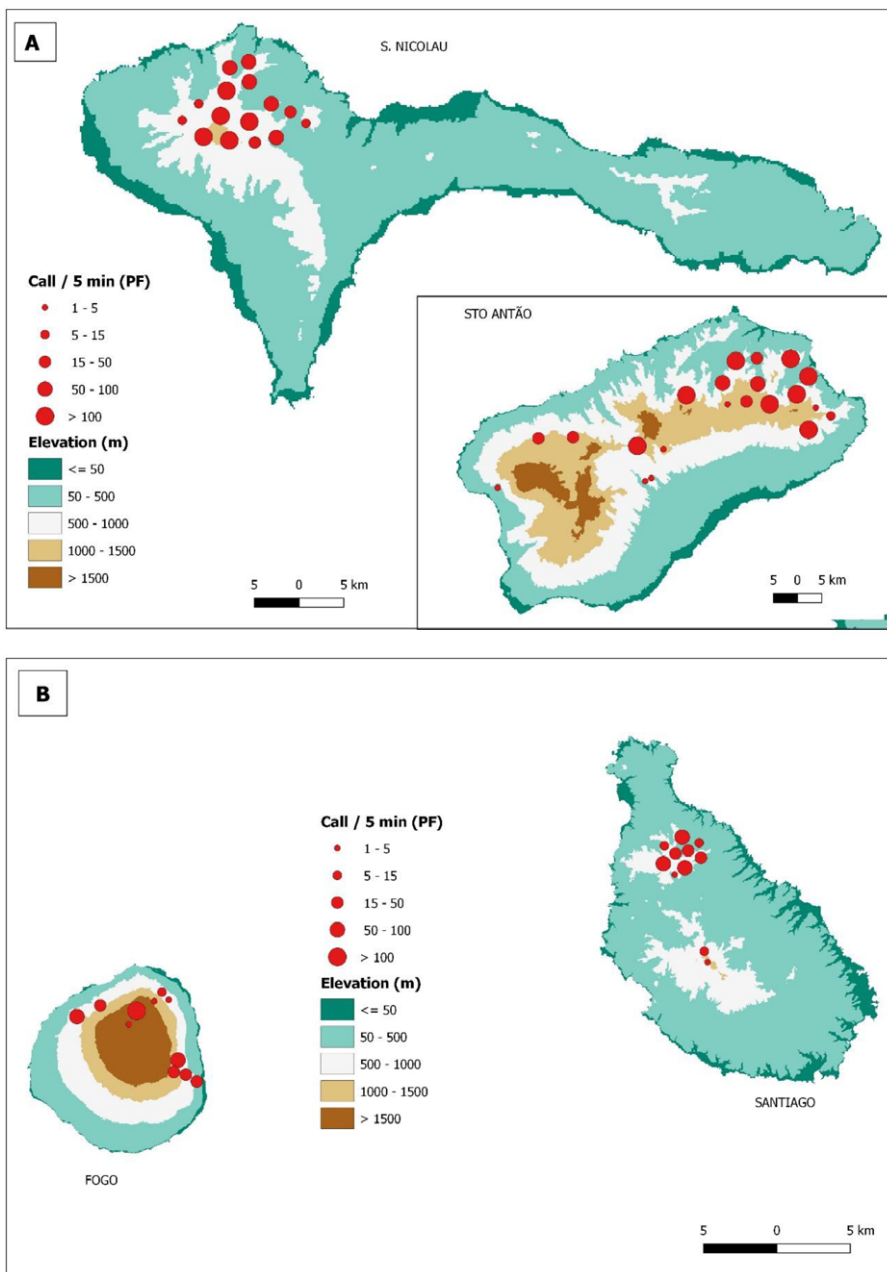 A
S. NICOLAU
Call / 5 min (PF)
1 - 5
5 - 15
15 - 50
50 - 100
> 100
Elevation (m)
<= 50
50 - 500
500 - 1000
1000 - 1500
> 1500
5 0 5 km
STO ANTÃO
5 0 5 km
B
Call / 5 min (PF)
1 - 5
5 - 15
15 - 50
50 - 100
> 100
Elevation (m)
<= 50
50 - 500
500 - 1000
1000 - 1500
> 1500
FOGO
SANTIAGO
5 0 5 km